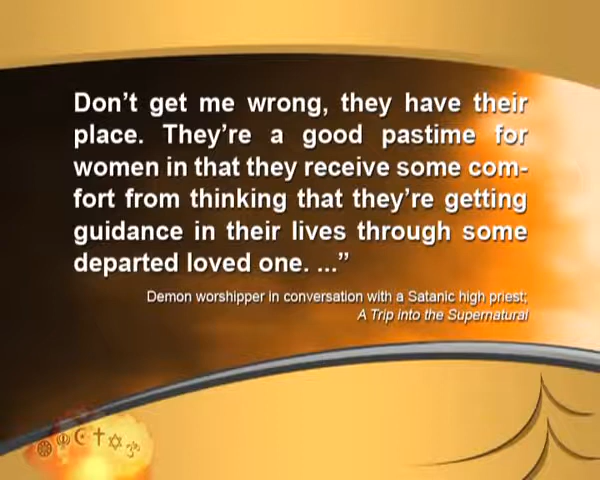 Don’t get me wrong, they have their
place. They’re a good pastime for
women in that they receive some com-
fort from thinking that they’re getting
guidance in their lives through some
departed loved one. ...”
Demon worshipper in conversation with a Satanic high priest;
A Trip into the Supernatural